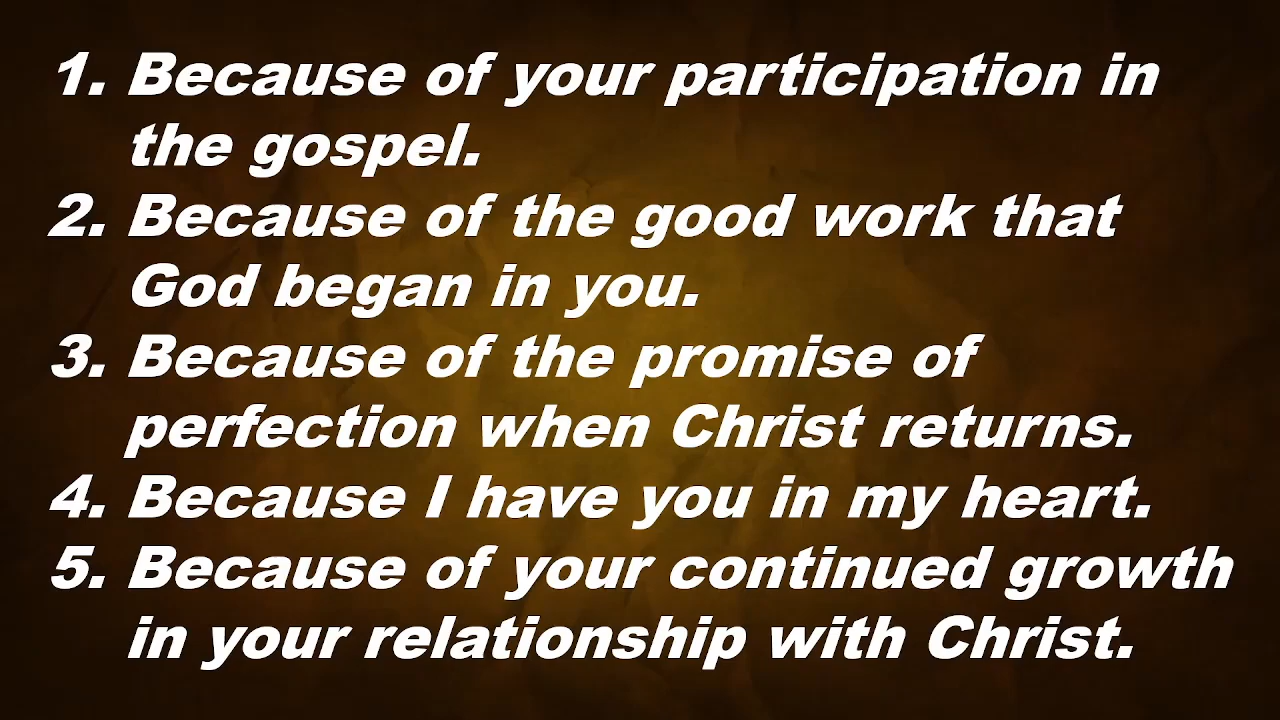 1. Because of your participation in
the gospel.
2. Because of the good work that
God began in you.
3. Because of the promise of
perfection when Christ returns.
4. Because I have you in my heart.
5. Because of your continued growth
in your relationship with Christ.